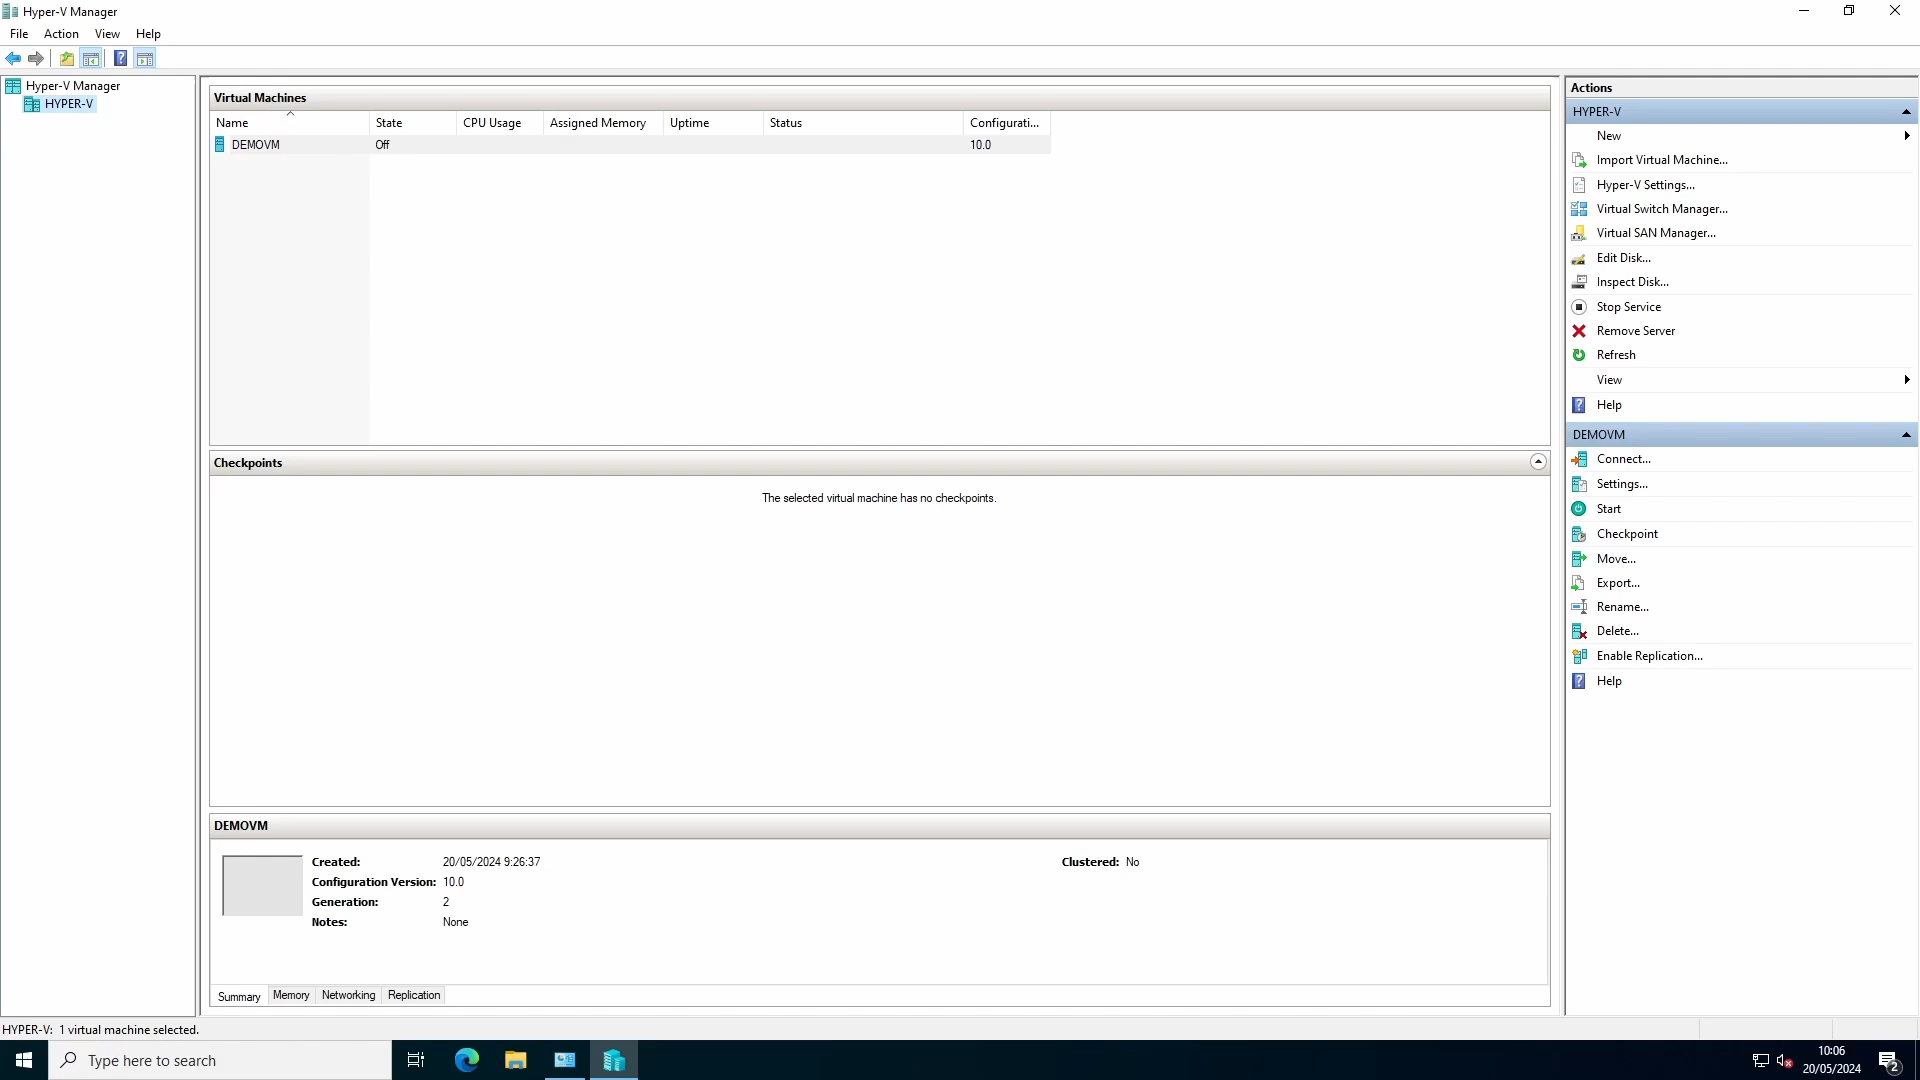 Hyper-V Manager
File Action View Help
Hyper-V Manager
HYPER-V
Virtual Machines
Name State CPU Usage Assigned Memory Uptime Status Configurati...
DEMOVM Off 10.0
Checkpoints
The selected virtual machine has no checkpoints.
DEMOVM
Created: 20/05/2024 9:26:37 Clustered: No
Configuration Version: 10.0
Generation: 2
Notes: None
Summary Memory Networking Replication
Actions
HYPER-V
New
Import Virtual Machine...
Hyper-V Settings...
Virtual Switch Manager...
Virtual SAN Manager...
Edit Disk...
Inspect Disk...
Stop Service
Remove Server
Refresh
View
Help
DEMOVM
Connect...
Settings...
Start
Checkpoint
Move...
Export...
Rename...
Delete...
Enable Replication...
Help
HYPER-V: 1 virtual machine selected.
Type here to search
10:06
20/05/2024
2